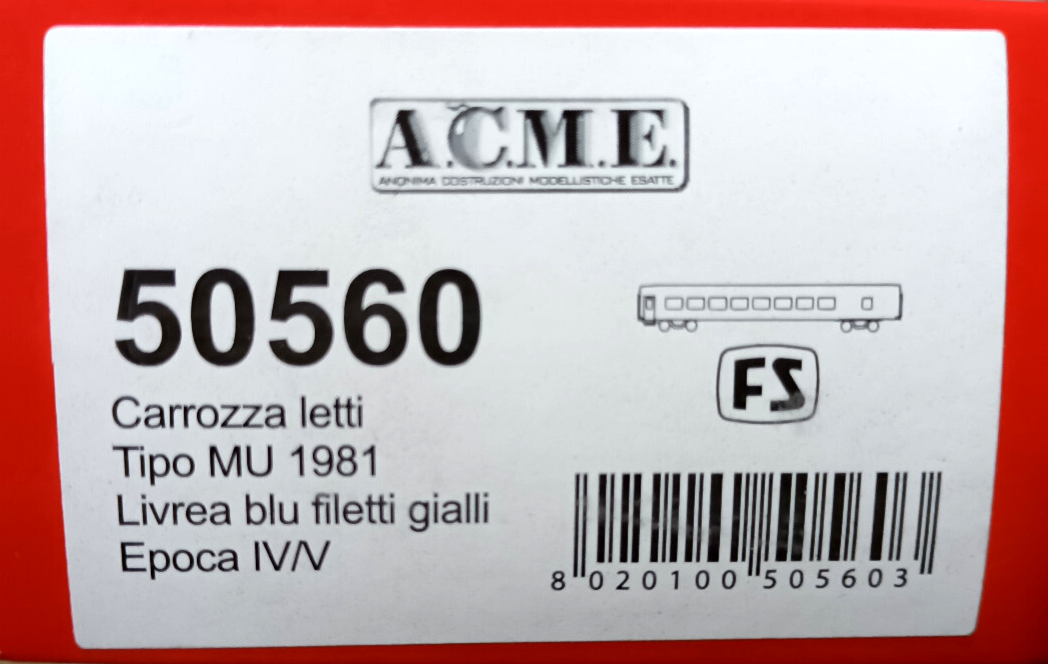 A.C.M.E.
ANONIMA COSTRUZIONI MODELLISTICHE ESATTE
50560
Carrozza letti
Tipo MU 1981
Livrea blu filetti gialli
Epoca IV/V
FS
8 020100 505603